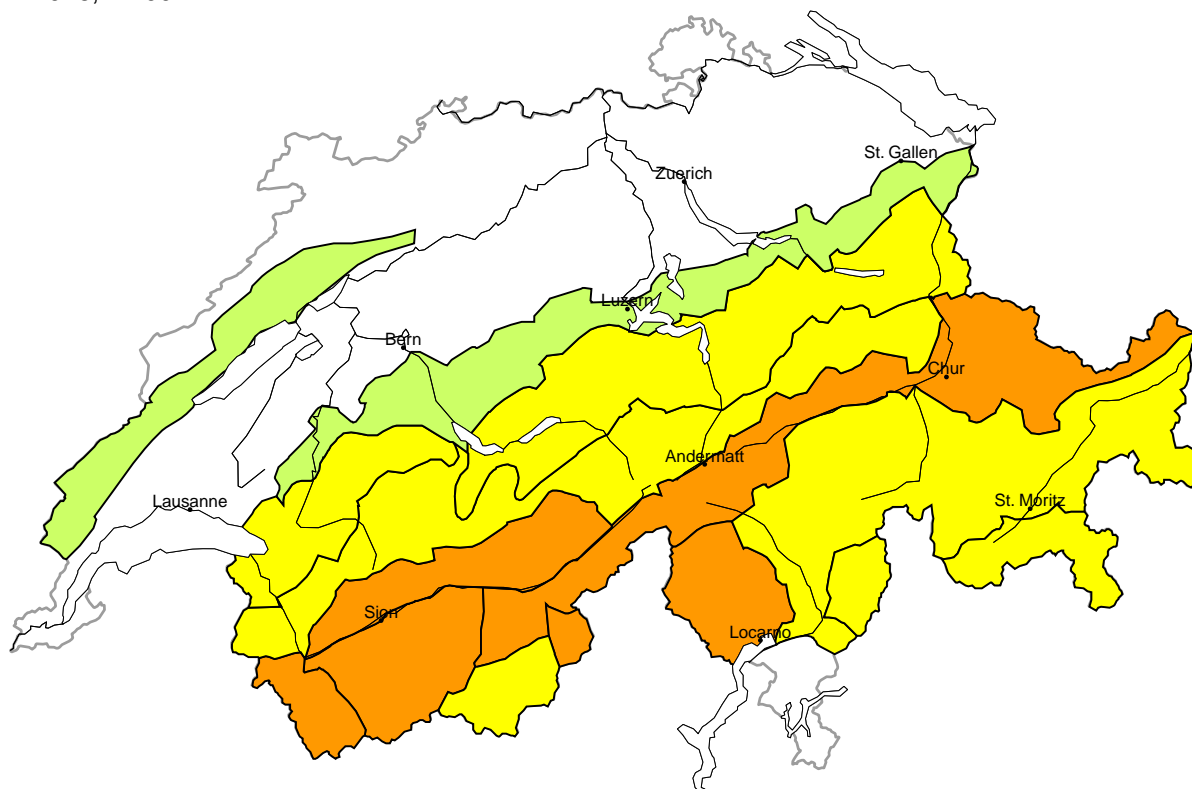 St. Gallen
Zuerich
Luzern
Bern
Chur
Andermatt
Lausanne
St. Moritz
Sion
Locarno